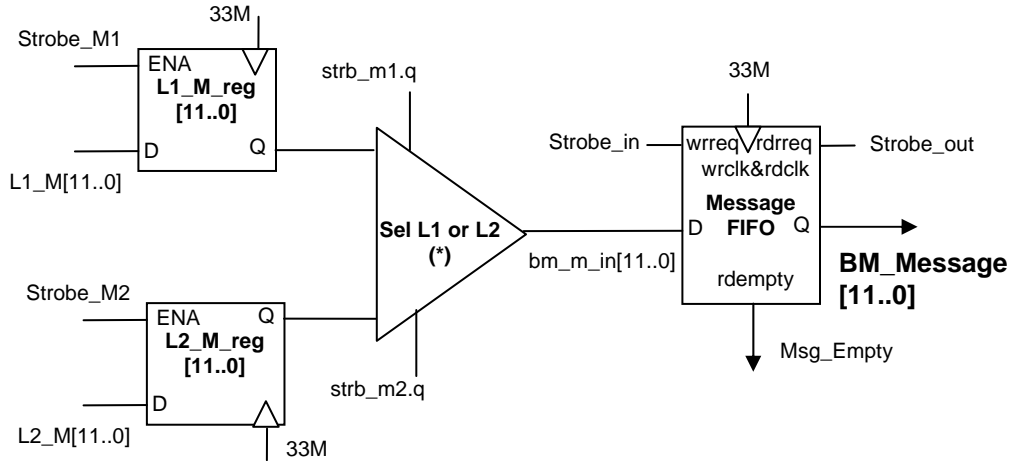 33M
Strobe_M1
ENA
L1_M_reg
[11..0]
D
Q
L1_M[11..0]
strb_m1.q
Sel L1 or L2
(*)
strb_m2.q
Strobe_M2
ENA
Q
L2_M_reg
[11..0]
D
L2_M[11..0]
33M
bm_m_in[11..0]
33M
Strobe_in
wrreq
rdrreq
Strobe_out
wrclk&rdclk
Message
FIFO
D
Q
rdempty
BM_Message
[11..0]
Msg_Empty